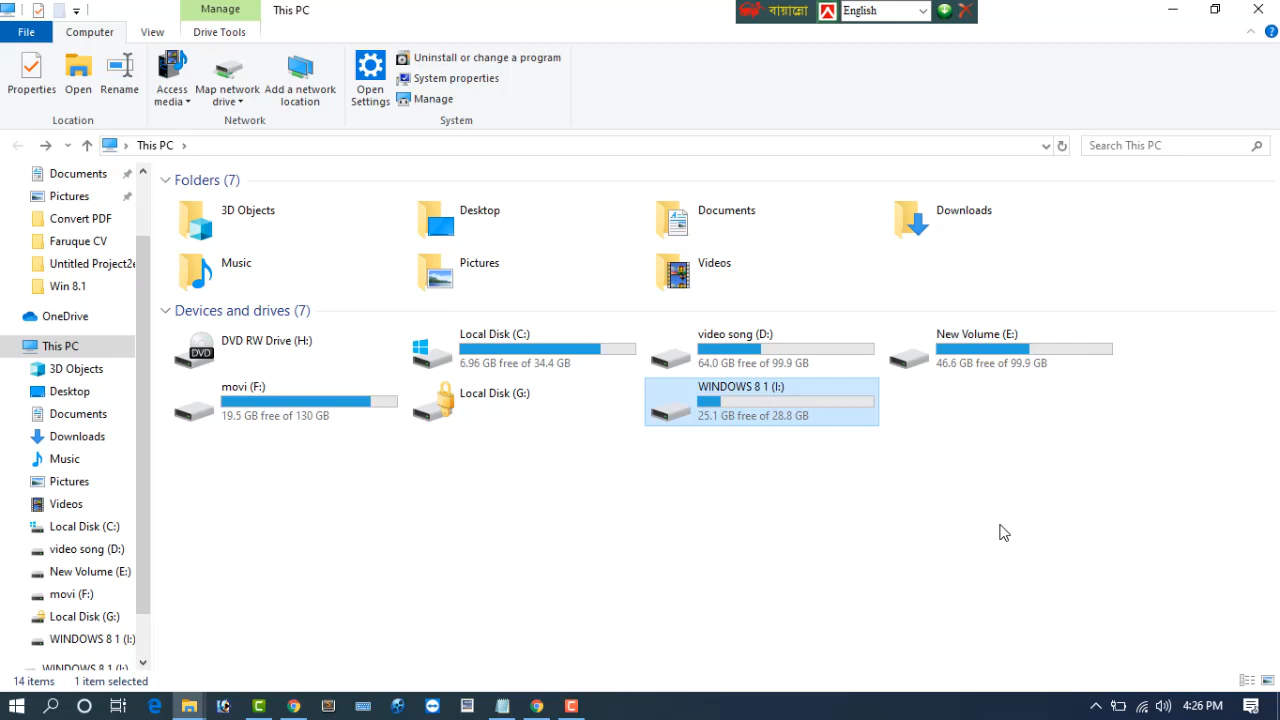 Manage
This PC
বায়ান্নো
English
File
Computer
View
Drive Tools
Properties
Open
Rename
Access media
Map network drive
Add a network location
Open Settings
Uninstall or change a program
System properties
Manage
Location
Network
System
This PC
Search This PC
Documents
Pictures
Convert PDF
Faruque CV
Untitled Project2e
Win 8.1
OneDrive
This PC
3D Objects
Desktop
Documents
Downloads
Music
Pictures
Videos
Local Disk (C:)
video song (D:)
New Volume (E:)
movi (F:)
Local Disk (G:)
WINDOWS 8 1 (I:)
WINDOWS 8 1 (I:)
Folders (7)
3D Objects
Desktop
Documents
Downloads
Music
Pictures
Videos
Devices and drives (7)
DVD RW Drive (H:)
DVD
Local Disk (C:)
6.96 GB free of 34.4 GB
video song (D:)
64.0 GB free of 99.9 GB
New Volume (E:)
46.6 GB free of 99.9 GB
movi (F:)
19.5 GB free of 130 GB
Local Disk (G:)
WINDOWS 8 1 (I:)
25.1 GB free of 28.8 GB
14 items
1 item selected
4:26 PM